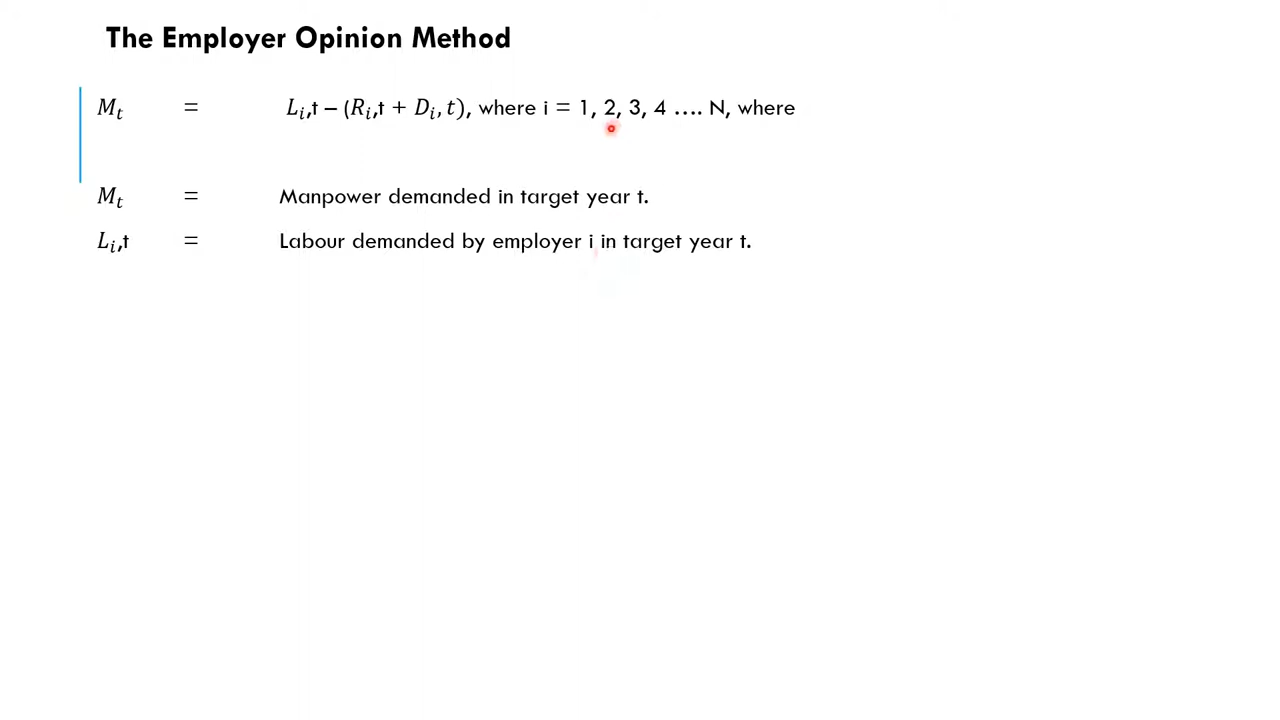 The Employer Opinion Method
𝑀ₜ = 𝐿ᵢ,t – (𝑅ᵢ,t + 𝐷ᵢ, 𝑡), where i = 1, 2, 3, 4 .... N, where
𝑀ₜ = Manpower demanded in target year t.
𝐿ᵢ,t = Labour demanded by employer i in target year t.